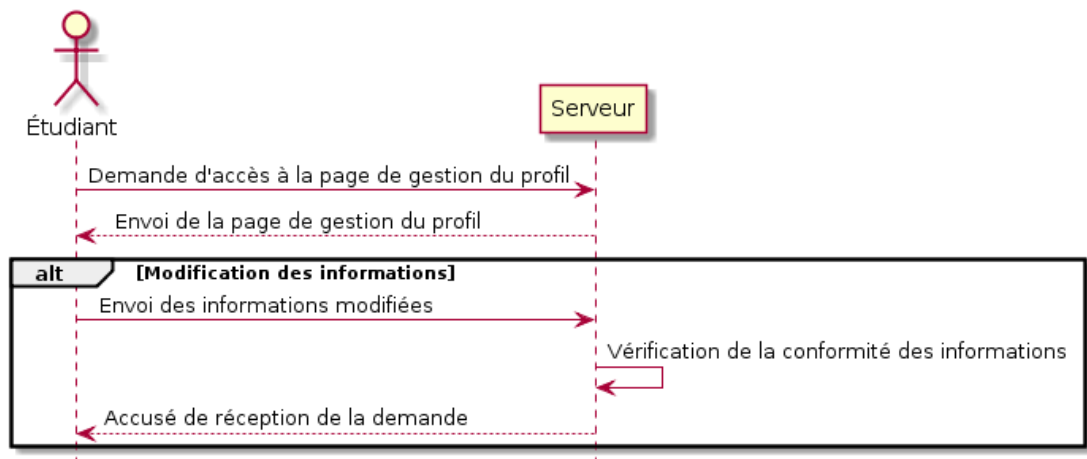 Étudiant
Serveur
Demande d'accès à la page de gestion du profil
Envoi de la page de gestion du profil
alt [Modification des informations]
Envoi des informations modifiées
Vérification de la conformité des informations
Accusé de réception de la demande